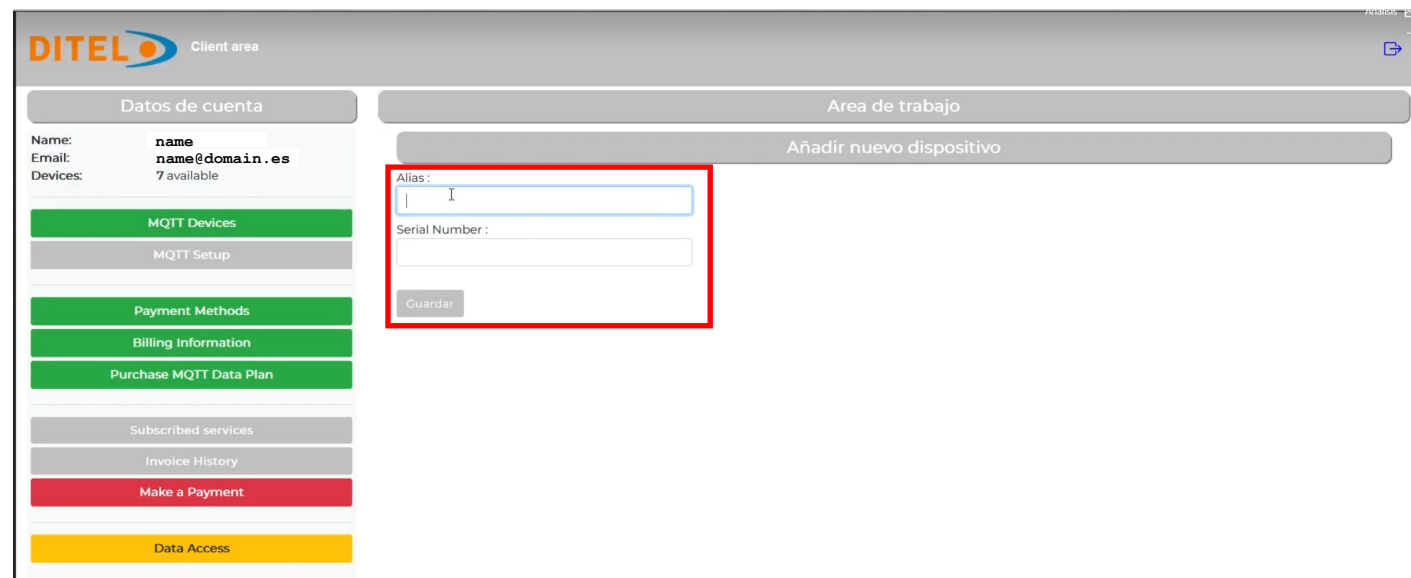 Analisis
DITEL Client area
Datos de cuenta
Name: name
Email: name@domain.es
Devices: 7 available
MQTT Devices
MQTT Setup
Payment Methods
Billing Information
Purchase MQTT Data Plan
Subscribed services
Invoice History
Make a Payment
Data Access
Area de trabajo
Añadir nuevo dispositivo
Alias :
Serial Number :
Guardar